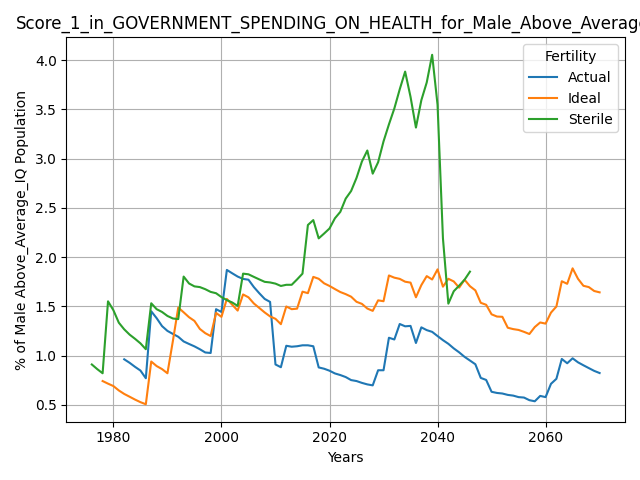 Score_1_in_GOVERNMENT_SPENDING_ON_HEALTH_for_Male_Above_Average
Fertility
Actual
Ideal
Sterile
% of Male Above_Average_IQ Population
4.0
3.5
3.0
2.5
2.0
1.5
1.0
0.5
1980 2000 2020 2040 2060
Years